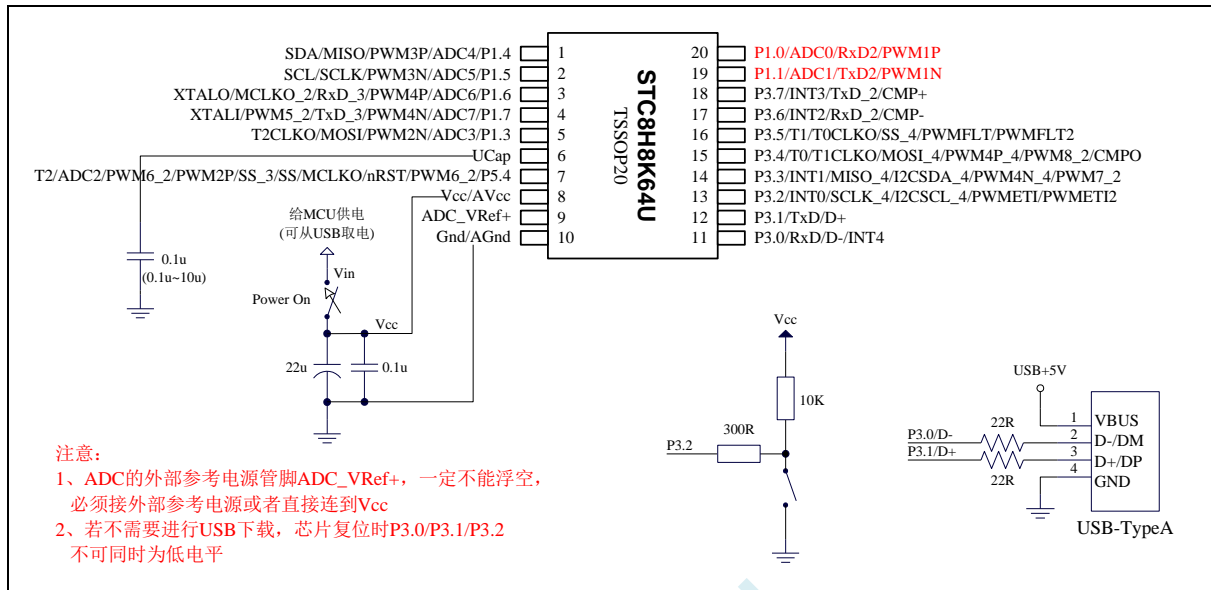 SDA/MISO/PWM3P/ADC4/P1.4 1
SCL/SCLK/PWM3N/ADC5/P1.5 2
XTALO/MCLKO_2/RxD_3/PWM4P/ADC6/P1.6 3
XTALI/PWM5_2/TxD_3/PWM4N/ADC7/P1.7 4
T2CLKO/MOSI/PWM2N/ADC3/P1.3 5
UCap 6
T2/ADC2/PWM6_2/PWM2P/SS_3/SS/MCLKO/nRST/PWM6_2/P5.4 7
Vcc/AVcc 8
ADC_VRef+ 9
Gnd/AGnd 10
STC8H8K64U
TSSOP20
20 P1.0/ADC0/RxD2/PWM1P
19 P1.1/ADC1/TxD2/PWM1N
18 P3.7/INT3/TxD_2/CMP+
17 P3.6/INT2/RxD_2/CMP-
16 P3.5/T1/T0CLKO/SS_4/PWMFLT/PWMFLT2
15 P3.4/T0/T1CLKO/MOSI_4/PWM4P_4/PWM8_2/CMPO
14 P3.3/INT1/MISO_4/I2CSDA_4/PWM4N_4/PWM7_2
13 P3.2/INT0/SCLK_4/I2CSCL_4/PWMETI/PWMETI2
12 P3.1/TxD/D+
11 P3.0/RxD/D-/INT4
0.1u
(0.1u~10u)
给MCU供电
(可从USB取电)
Vin
Power On
Vcc
22u
0.1u
Vcc
10K
300R
P3.2
USB+5V
P3.0/D-
P3.1/D+
22R
22R
1 VBUS
2 D-/DM
3 D+/DP
4 GND
USB-TypeA
注意：
1、ADC的外部参考电源管脚ADC_VRef+，一定不能浮空，
必须接外部参考电源或者直接连到Vcc
2、若不需要进行USB下载，芯片复位时P3.0/P3.1/P3.2
不可同时为低电平